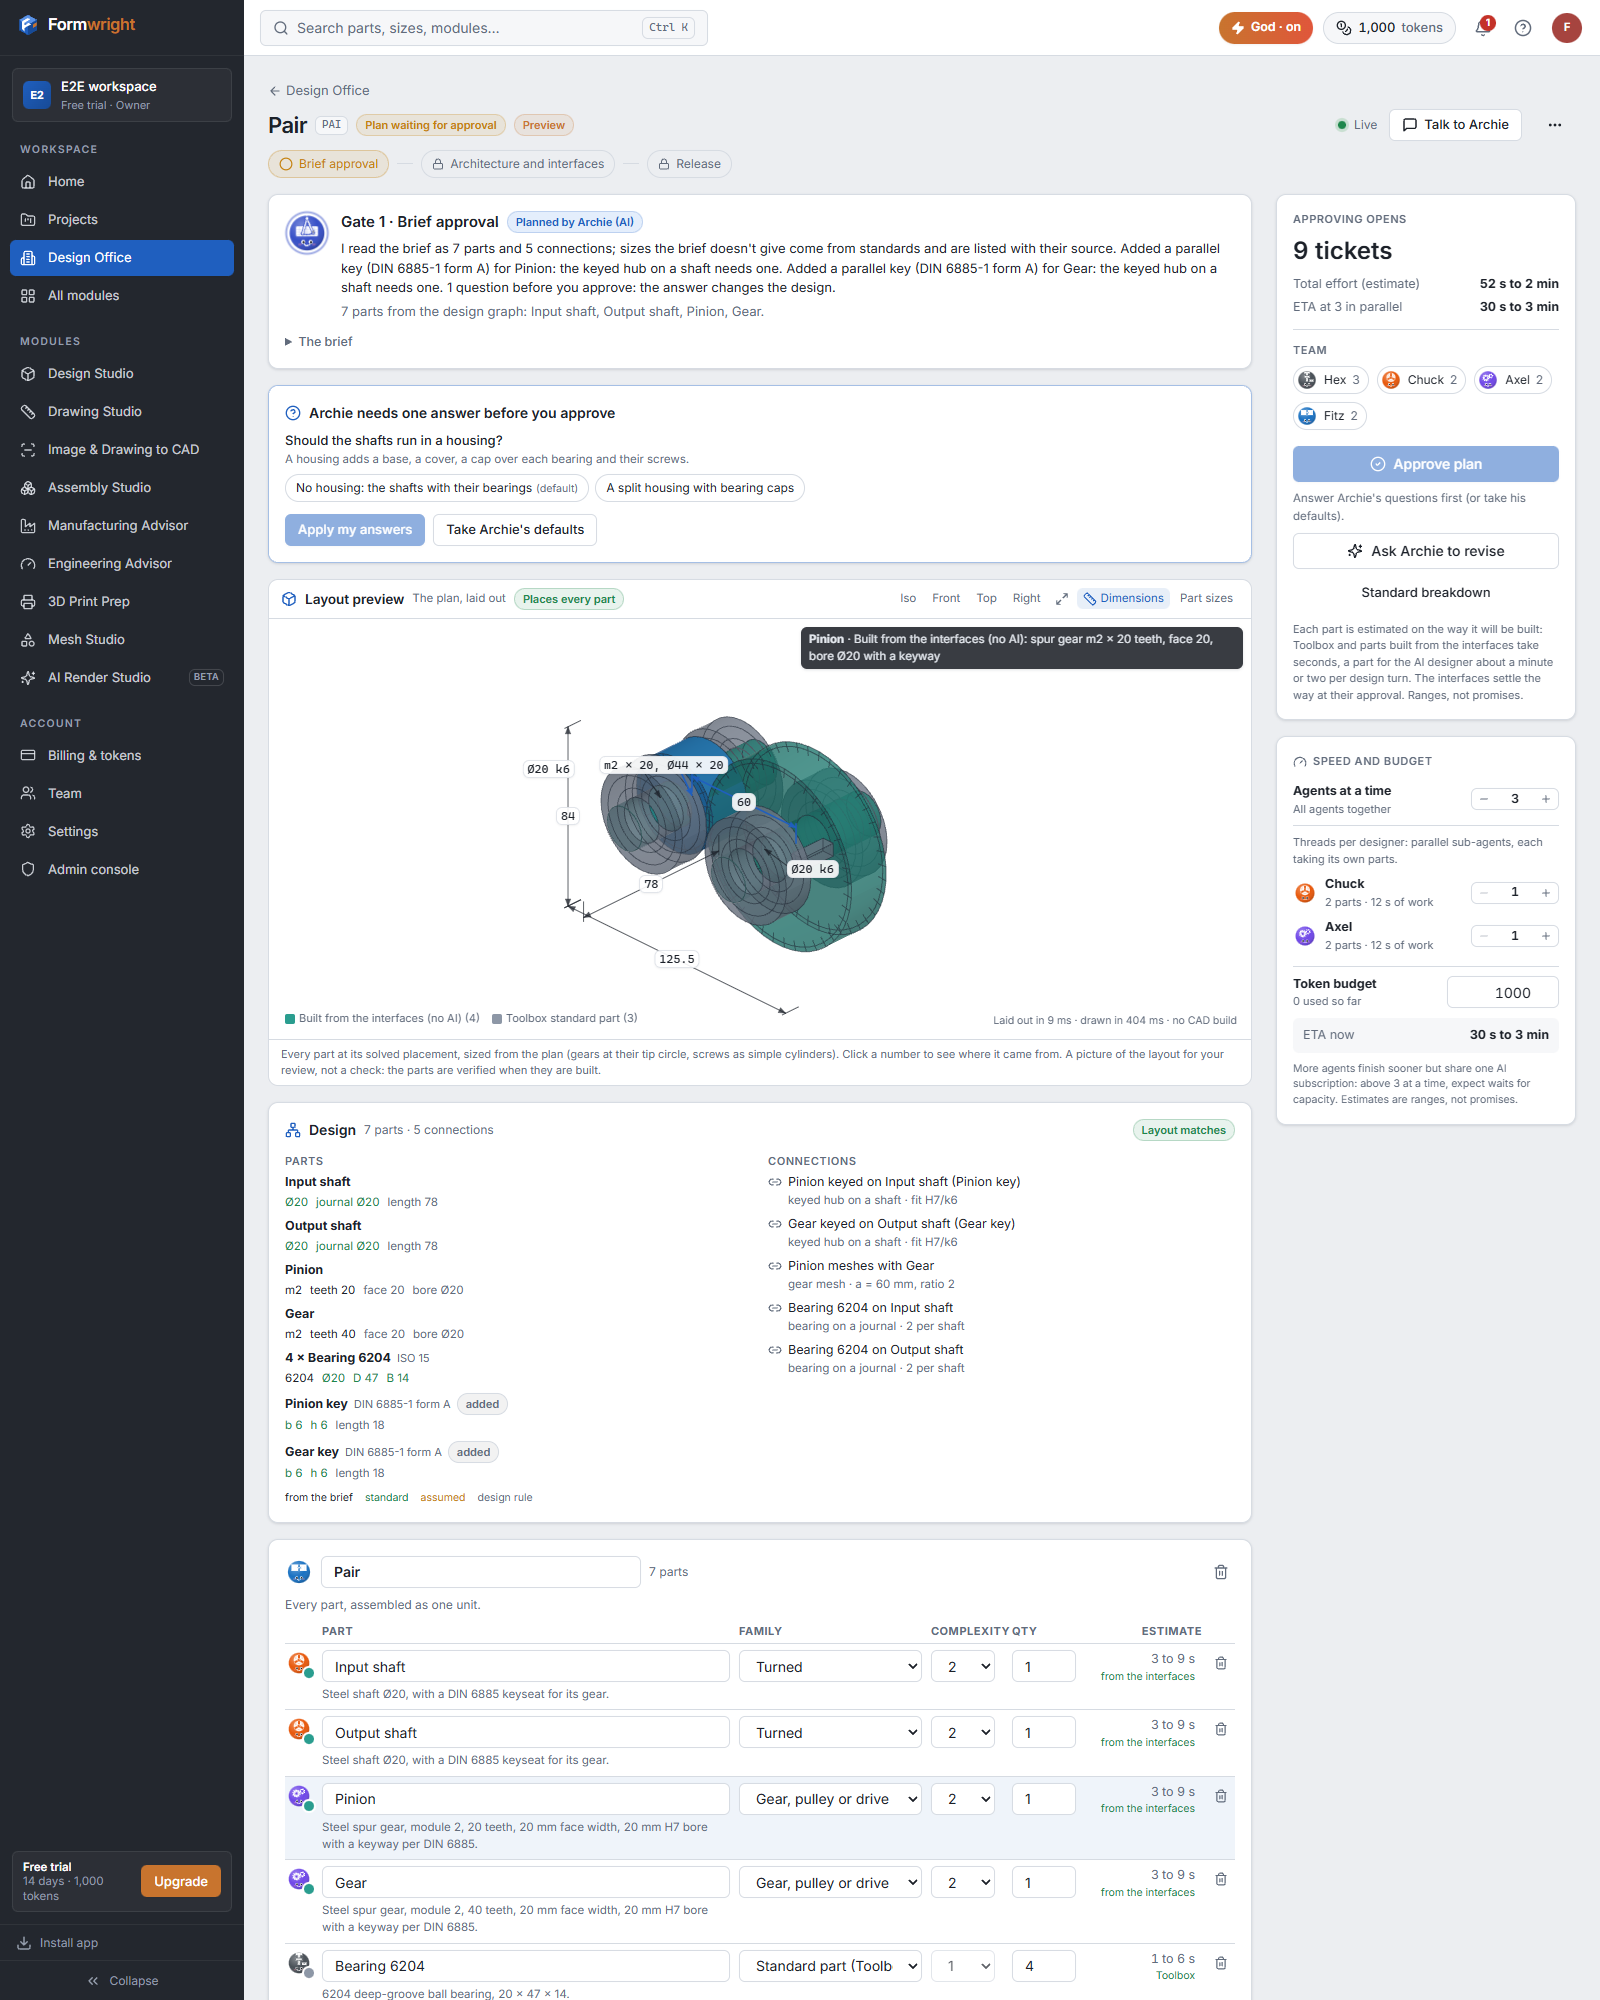 Formwright
Search parts, sizes, modules...
Ctrl K
God · on
1,000 tokens
1
F
E2
E2E workspace
Free trial · Owner
WORKSPACE
Home
Projects
Design Office
All modules
MODULES
Design Studio
Drawing Studio
Image & Drawing to CAD
Assembly Studio
Manufacturing Advisor
Engineering Advisor
3D Print Prep
Mesh Studio
AI Render Studio
BETA
ACCOUNT
Billing & tokens
Team
Settings
Admin console
Free trial
14 days · 1,000
tokens
Upgrade
Install app
Collapse
Design Office
Pair
PAI
Plan waiting for approval
Preview
Live
Talk to Archie
Brief approval
Architecture and interfaces
Release
Gate 1 · Brief approval
Planned by Archie (AI)
I read the brief as 7 parts and 5 connections; sizes the brief doesn't give come from standards and are listed with their source. Added a parallel
key (DIN 6885-1 form A) for Pinion: the keyed hub on a shaft needs one. Added a parallel key (DIN 6885-1 form A) for Gear: the keyed hub on a
shaft needs one. 1 question before you approve: the answer changes the design.
7 parts from the design graph: Input shaft, Output shaft, Pinion, Gear.
The brief
Archie needs one answer before you approve
Should the shafts run in a housing?
A housing adds a base, a cover, a cap over each bearing and their screws.
No housing: the shafts with their bearings (default)
A split housing with bearing caps
Apply my answers
Take Archie's defaults
Layout preview
The plan, laid out
Places every part
Iso
Front
Top
Right
Dimensions
Part sizes
Pinion · Built from the interfaces (no AI): spur gear m2 × 20 teeth, face 20,
bore Ø20 with a keyway
Ø20 k6
m2 × 20, Ø44 × 20
60
84
Ø20 k6
78
125.5
Built from the interfaces (no AI) (4)
Toolbox standard part (3)
Laid out in 9 ms · drawn in 404 ms · no CAD build
Every part at its solved placement, sized from the plan (gears at their tip circle, screws as simple cylinders). Click a number to see where it came from. A picture of the layout for your
review, not a check: the parts are verified when they are built.
Design
7 parts · 5 connections
Layout matches
PARTS
Input shaft
Ø20 journal Ø20 length 78
Output shaft
Ø20 journal Ø20 length 78
Pinion
m2 teeth 20 face 20 bore Ø20
Gear
m2 teeth 40 face 20 bore Ø20
4 × Bearing 6204 ISO 15
6204 Ø20 D 47 B 14
Pinion key DIN 6885-1 form A added
b 6 h 6 length 18
Gear key DIN 6885-1 form A added
b 6 h 6 length 18
from the brief standard assumed design rule
CONNECTIONS
Pinion keyed on Input shaft (Pinion key)
keyed hub on a shaft · fit H7/k6
Gear keyed on Output shaft (Gear key)
keyed hub on a shaft · fit H7/k6
Pinion meshes with Gear
gear mesh · a = 60 mm, ratio 2
Bearing 6204 on Input shaft
bearing on a journal · 2 per shaft
Bearing 6204 on Output shaft
bearing on a journal · 2 per shaft
Pair
7 parts
Every part, assembled as one unit.
PART FAMILY COMPLEXITY QTY ESTIMATE
Input shaft Turned 2 1 3 to 9 s
from the interfaces
Steel shaft Ø20, with a DIN 6885 keyseat for its gear.
Output shaft Turned 2 1 3 to 9 s
from the interfaces
Steel shaft Ø20, with a DIN 6885 keyseat for its gear.
Pinion Gear, pulley or drive 2 1 3 to 9 s
from the interfaces
Steel spur gear, module 2, 20 teeth, 20 mm face width, 20 mm H7 bore
with a keyway per DIN 6885.
Gear Gear, pulley or drive 2 1 3 to 9 s
from the interfaces
Steel spur gear, module 2, 40 teeth, 20 mm face width, 20 mm H7 bore
with a keyway per DIN 6885.
Bearing 6204 Standard part (Toolb 1 4 1 to 6 s
Toolbox
6204 deep-groove ball bearing, 20 × 47 × 14.
APPROVING OPENS
9 tickets
Total effort (estimate) 52 s to 2 min
ETA at 3 in parallel 30 s to 3 min
TEAM
Hex 3
Chuck 2
Axel 2
Fitz 2
Approve plan
Answer Archie's questions first (or take his
defaults).
Ask Archie to revise
Standard breakdown
Each part is estimated on the way it will be built:
Toolbox and parts built from the interfaces take
seconds, a part for the AI designer about a minute
or two per design turn. The interfaces settle the
way at their approval. Ranges, not promises.
SPEED AND BUDGET
Agents at a time
All agents together
− 3 +
Threads per designer: parallel sub-agents, each
taking its own parts.
Chuck
2 parts · 12 s of work
− 1 +
Axel
2 parts · 12 s of work
− 1 +
Token budget
0 used so far
1000
ETA now 30 s to 3 min
More agents finish sooner but share one AI
subscription: above 3 at a time, expect waits for
capacity. Estimates are ranges, not promises.